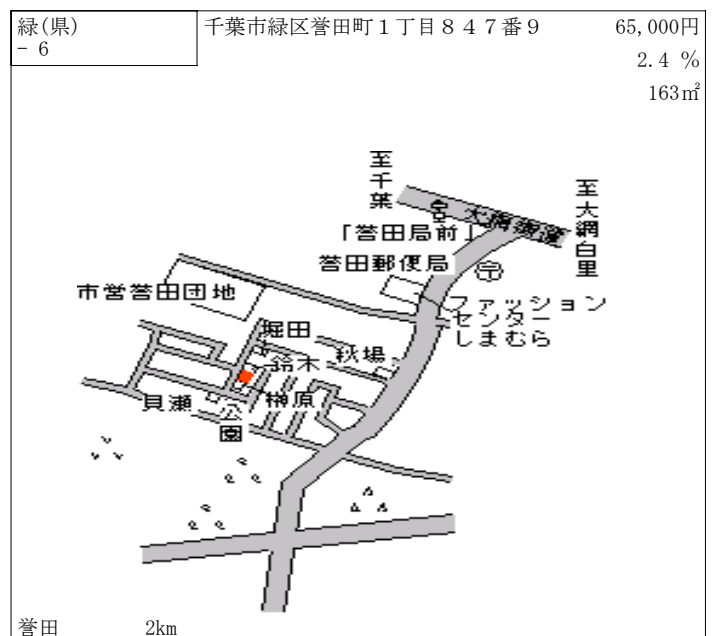 緑(県)
－ 6
千葉市緑区誉田町１丁目８４７番９
65,000円
2.4 %
163㎡
至千葉
大網街道
至大網白里
「誉田局前」
誉田郵便局
ファッション
センター
しまむら
市営誉田団地
堀田
鈴木
秋場
榊原
貝瀬
公園
誉田 2km